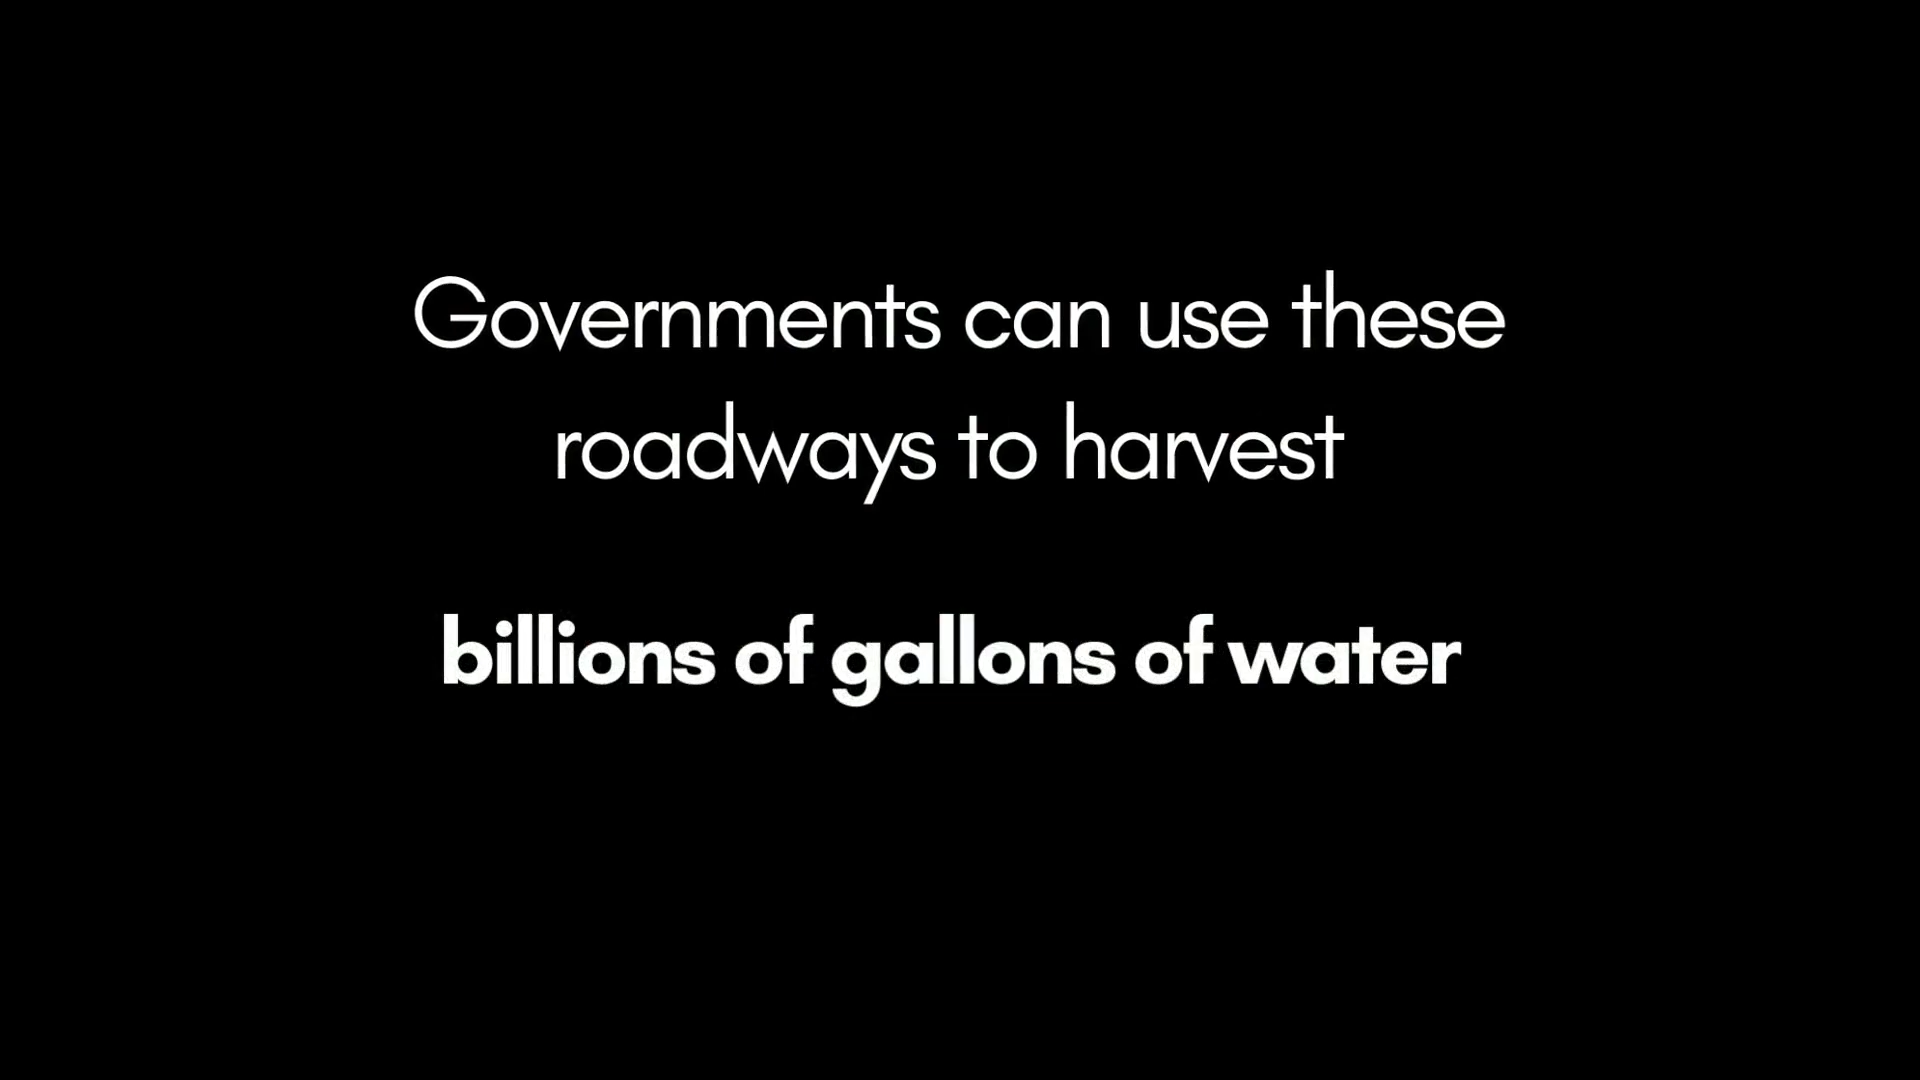 Governments can use these
roadways to harvest
billions of gallons of water